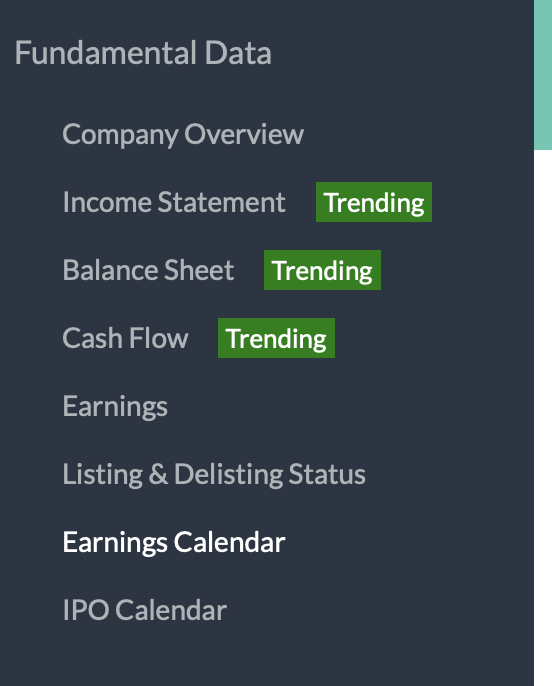 Fundamental Data
Company Overview
Income Statement Trending
Balance Sheet Trending
Cash Flow Trending
Earnings
Listing & Delisting Status
Earnings Calendar
IPO Calendar